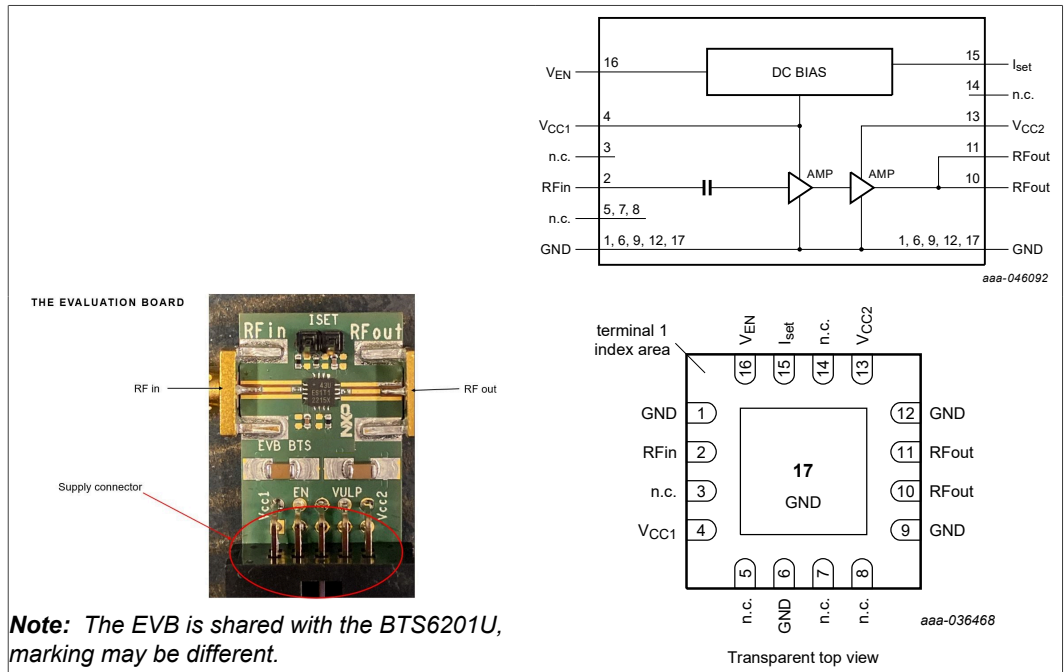 16
V_EN
DC BIAS
15
I_set
14
n.c.
4
V_CC1
13
V_CC2
3
n.c.
11
RFout
2
RFin
AMP
AMP
10
RFout
5, 7, 8
n.c.
1, 6, 9, 12, 17
GND
1, 6, 9, 12, 17
GND
aaa-046092
THE EVALUATION BOARD
ISET
RFin
RFout
RF in
RF out
NXP
EVB BTS
Supply connector
Vcc1
EN
VULP
Vcc2
Note: The EVB is shared with the BTS6201U,
marking may be different.
terminal 1
index area
V_EN
I_set
n.c.
V_CC2
16
15
14
13
GND
1
12
GND
RFin
2
11
RFout
n.c.
3
17
10
RFout
GND
V_CC1
4
9
GND
5
6
7
8
n.c.
GND
n.c.
n.c.
aaa-036468
Transparent top view